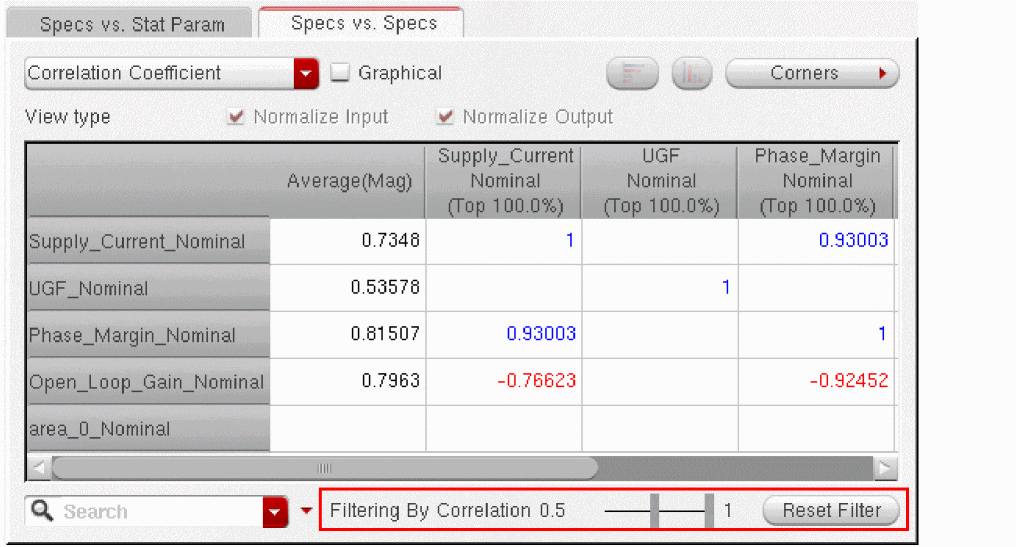 Specs vs. Stat Param
Specs vs. Specs
Correlation Coefficient
Graphical
Corners
View type
Normalize Input
Normalize Output
Average(Mag)
Supply_Current
Nominal
(Top 100.0%)
UGF
Nominal
(Top 100.0%)
Phase_Margin
Nominal
(Top 100.0%)
Supply_Current_Nominal 0.7348 1 0.93003
UGF_Nominal 0.53578 1
Phase_Margin_Nominal 0.81507 0.93003 1
Open_Loop_Gain_Nominal 0.7963 -0.76623 -0.92452
area_0_Nominal
Search
Filtering By Correlation 0.5 1 Reset Filter